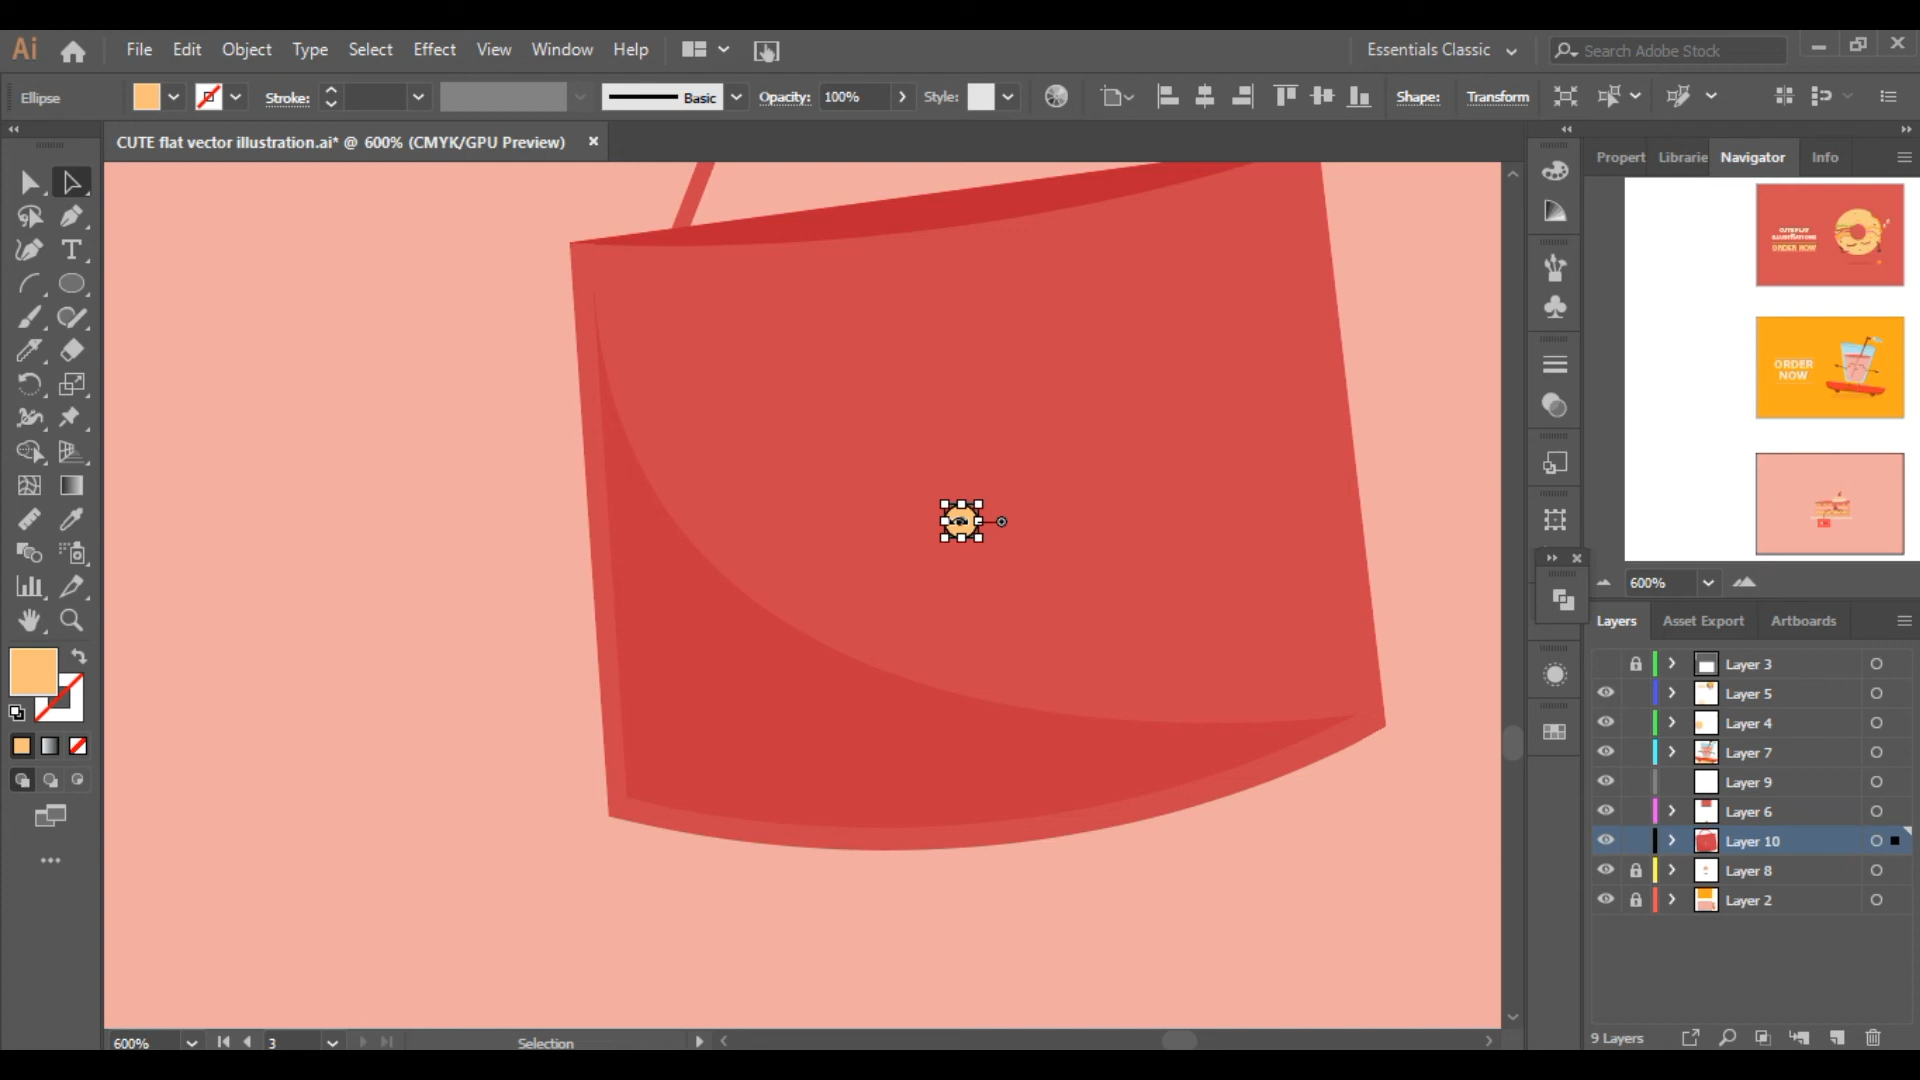 Ai File Edit Object Type Select Effect View Window Help Essentials Classic Search Adobe Stock
Ellipse Stroke: Basic Opacity: 100% Style: Shape: Transform
CUTE flat vector illustration.ai* @ 600% (CMYK/GPU Preview)
Propert Librarie Navigator Info
ORDER NOW
ORDER
NOW
600%
Layers Asset Export Artboards
Layer 3
Layer 5
Layer 4
Layer 7
Layer 9
Layer 6
Layer 10
Layer 8
Layer 2
9 Layers
600% 3 Selection